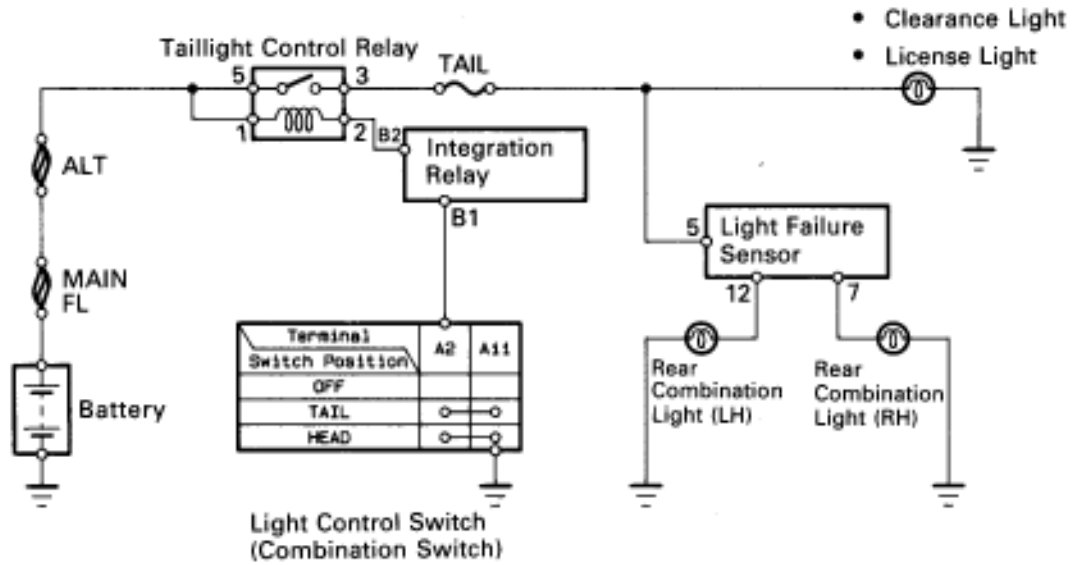 • Clearance Light
• License Light
Taillight Control Relay
TAIL
5
3
1
2
B2
Integration
Relay
B1
ALT
MAIN
FL
Battery
5
Light Failure
Sensor
12
7
Rear
Combination
Light (LH)
Rear
Combination
Light (RH)
Terminal
Switch Position
A2
A11
OFF
TAIL
HEAD
Light Control Switch
(Combination Switch)